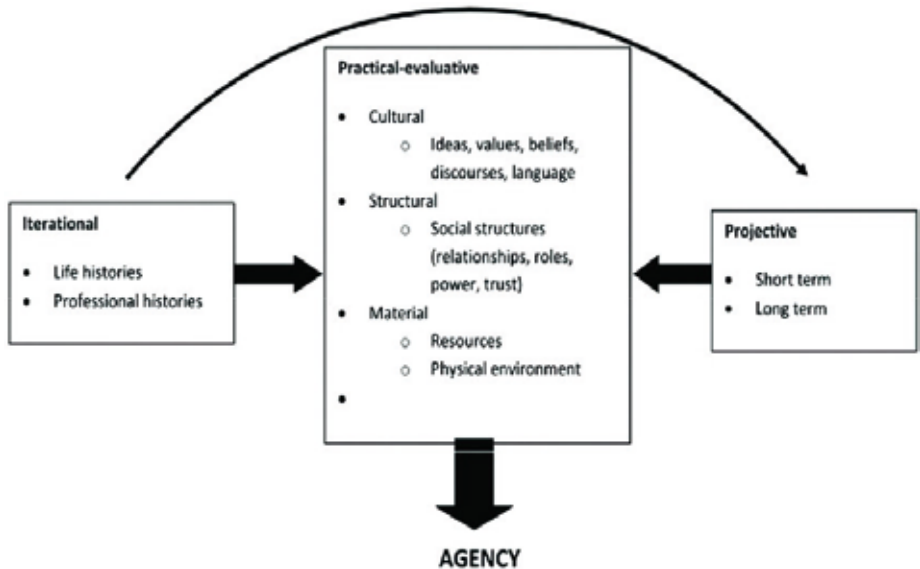 Practical-evaluative
• Cultural
○ Ideas, values, beliefs,
discourses, language
• Structural
○ Social structures
(relationships, roles,
power, trust)
• Material
○ Resources
○ Physical environment
•
Iterational
• Life histories
• Professional histories
Projective
• Short term
• Long term
AGENCY